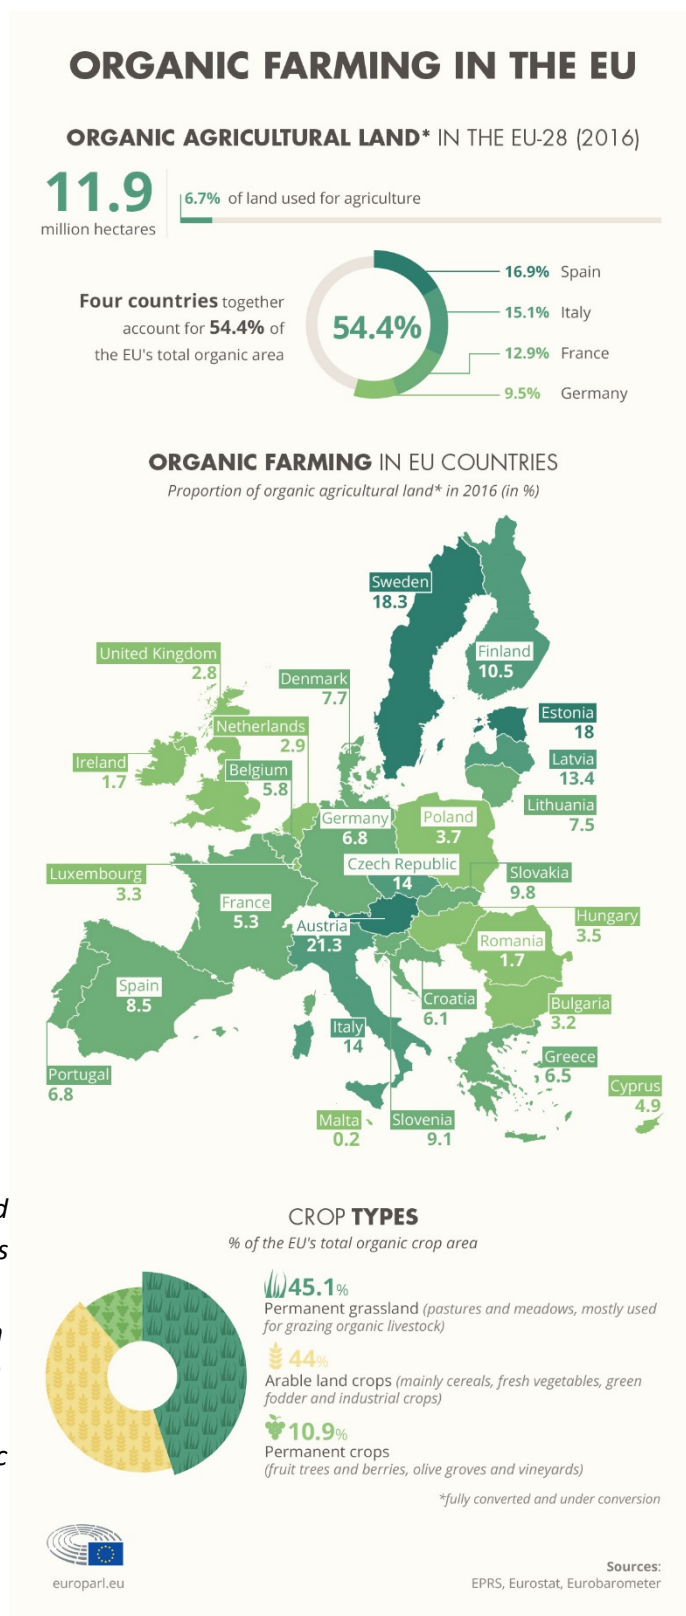 ORGANIC FARMING IN THE EU
ORGANIC AGRICULTURAL LAND* IN THE EU-28 (2016)
11.9
million hectares
6.7% of land used for agriculture
Four countries together
account for 54.4% of
the EU's total organic area
54.4%
16.9% Spain
15.1% Italy
12.9% France
9.5% Germany
ORGANIC FARMING IN EU COUNTRIES
Proportion of organic agricultural land* in 2016 (in %)
Sweden
18.3
Finland
10.5
United Kingdom
2.8
Denmark
7.7
Estonia
18
Netherlands
2.9
Ireland
1.7
Belgium
5.8
Latvia
13.4
Lithuania
7.5
Germany
6.8
Poland
3.7
Czech Republic
14
Luxembourg
3.3
Slovakia
9.8
France
5.3
Austria
21.3
Hungary
3.5
Romania
1.7
Spain
8.5
Croatia
6.1
Bulgaria
3.2
Italy
14
Greece
6.5
Portugal
6.8
Cyprus
4.9
Malta
0.2
Slovenia
9.1
d
s
c
CROP TYPES
% of the EU's total organic crop area
45.1%
Permanent grassland (pastures and meadows, mostly used
for grazing organic livestock)
44%
Arable land crops (mainly cereals, fresh vegetables, green
fodder and industrial crops)
10.9%
Permanent crops
(fruit trees and berries, olive groves and vineyards)
*fully converted and under conversion
europarl.eu
Sources:
EPRS, Eurostat, Eurobarometer